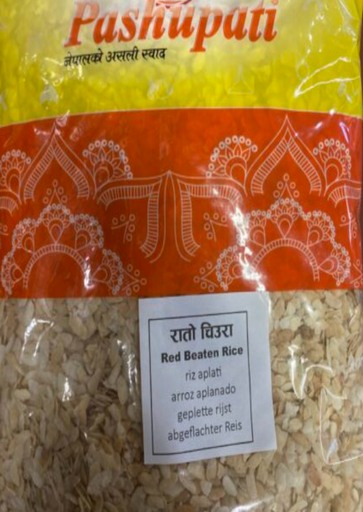 Pashupati
नेपालको असली स्वाद
रातो चिउरा
Red Beaten Rice
riz aplati
arroz aplanado
geplette rijst
abgeflachter Reis